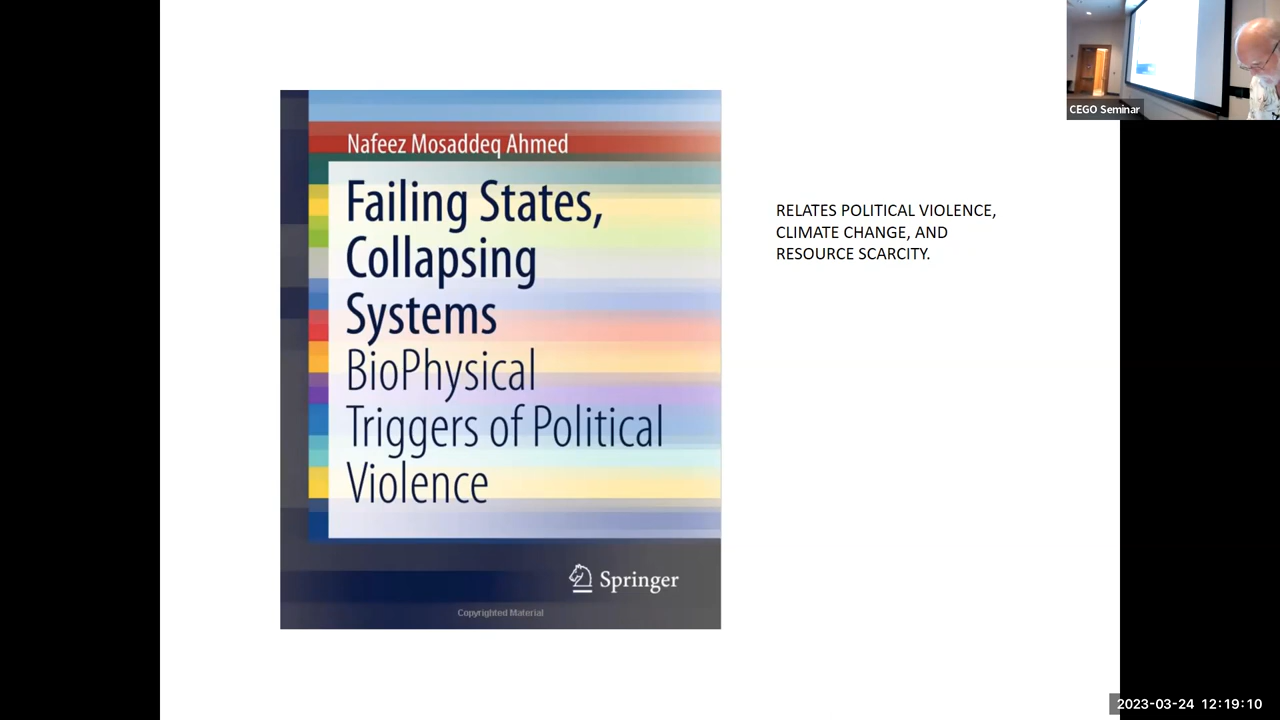 CEGO Seminar
Nafeez Mosaddeq Ahmed
Failing States,
Collapsing
Systems
BioPhysical
Triggers of Political
Violence
Springer
Copyrighted Material
RELATES POLITICAL VIOLENCE,
CLIMATE CHANGE, AND
RESOURCE SCARCITY.
2023-03-24 12:19:10